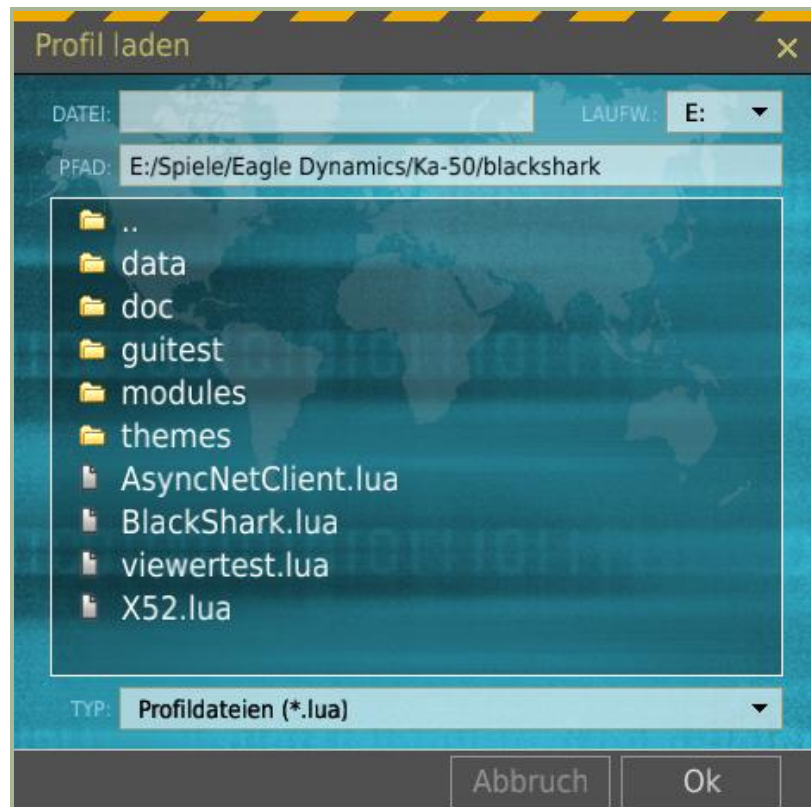 Profil laden
DATEI: LAUFW.: E:
PFAD: E:/Spiele/Eagle Dynamics/Ka-50/blackshark
..
data
doc
guitest
modules
themes
AsyncNetClient.lua
BlackShark.lua
viewertest.lua
X52.lua
TYP: Profildateien (*.lua)
Abbruch Ok